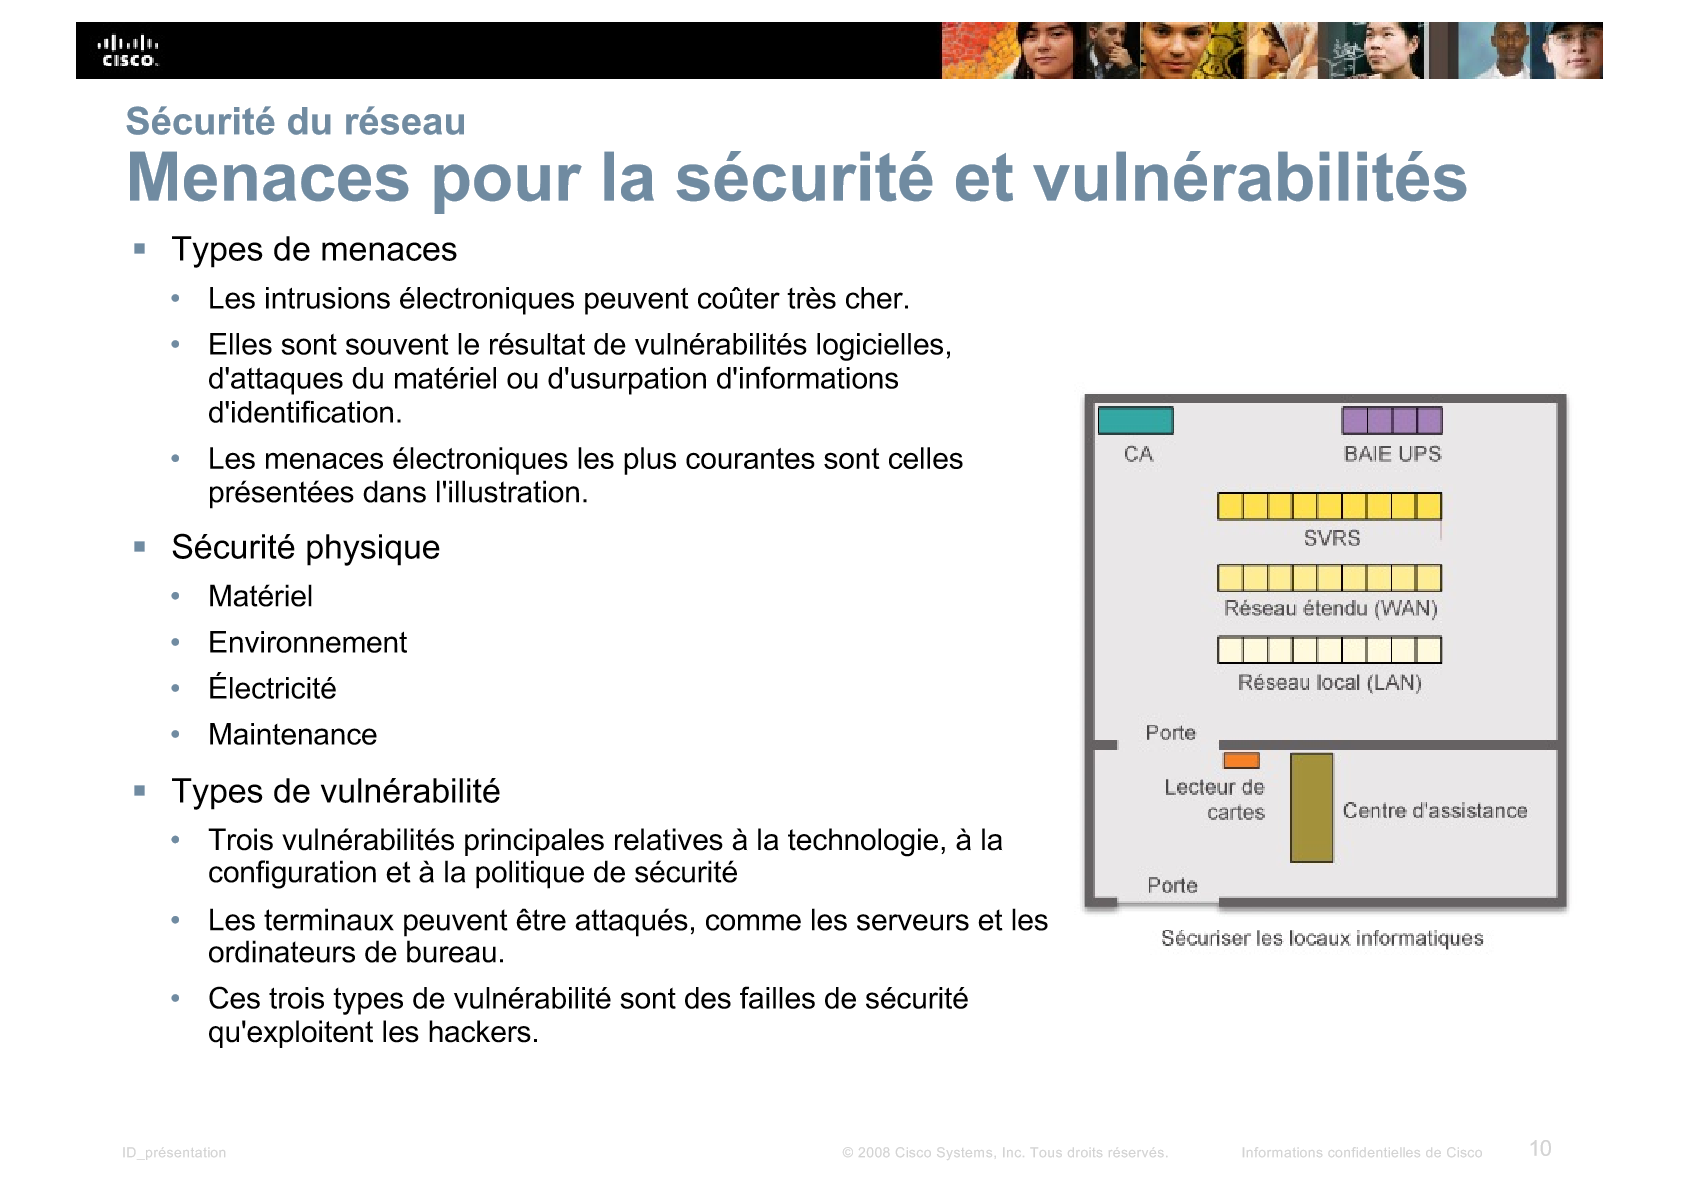 CISCO
Sécurité du réseau
Menaces pour la sécurité et vulnérabilités
Types de menaces
Les intrusions électroniques peuvent coûter très cher.
Elles sont souvent le résultat de vulnérabilités logicielles,
d'attaques du matériel ou d'usurpation d'informations
d'identification.
Les menaces électroniques les plus courantes sont celles
présentées dans l'illustration.
Sécurité physique
Matériel
Environnement
Électricité
Maintenance
Types de vulnérabilité
Trois vulnérabilités principales relatives à la technologie, à la
configuration et à la politique de sécurité
Les terminaux peuvent être attaqués, comme les serveurs et les
ordinateurs de bureau.
Ces trois types de vulnérabilité sont des failles de sécurité
qu'exploitent les hackers.
CA
BAIE UPS
SVRS
Réseau étendu (WAN)
Réseau local (LAN)
Porte
Lecteur de
cartes
Centre d'assistance
Porte
Sécuriser les locaux informatiques
ID_présentation
© 2008 Cisco Systems, Inc. Tous droits réservés.
Informations confidentielles de Cisco
10